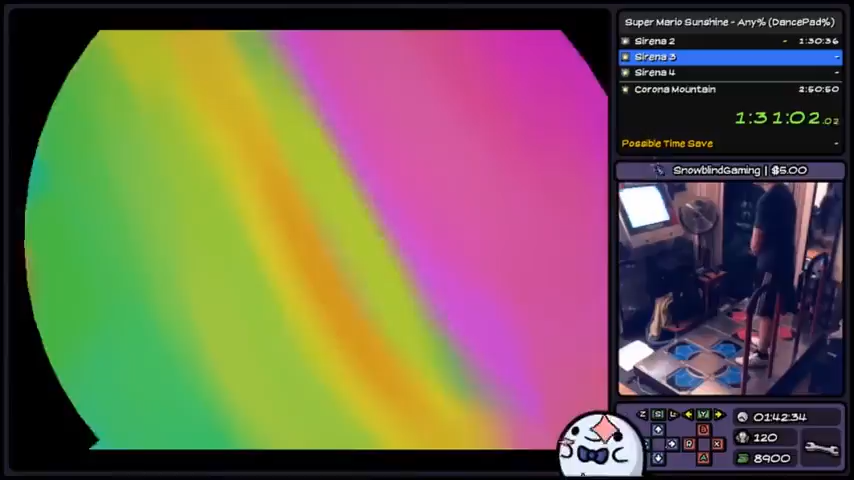 Super Mario Sunshine - Any% (DancePad%)
Sirena 2 - 1:30:36
Sirena 3 -
Sirena 4 -
Corona Mountain 2:50:50
1:31:02.02
Possible Time Save -
SnowblindGaming | $5.00
Z [S] L
[Y]
B
R X
A
01:42:34
120
8900